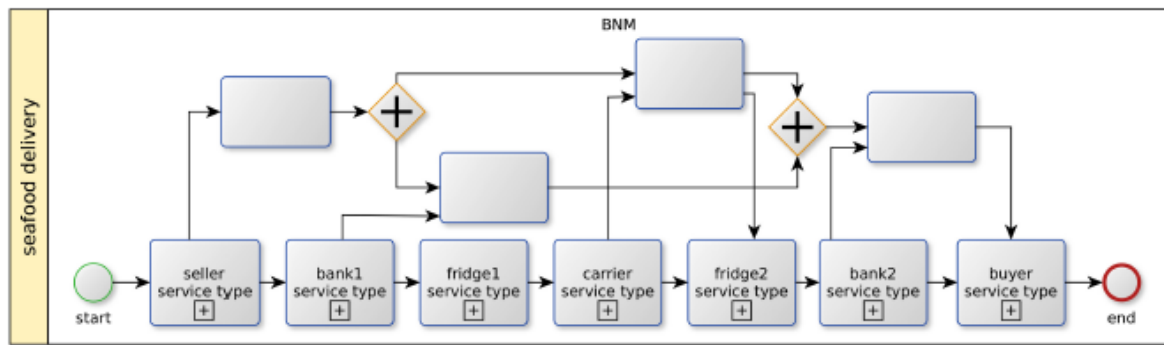 BNM
seafood delivery
seller
service type
bank1
service type
fridge1
service type
carrier
service type
fridge2
service type
bank2
service type
buyer
service type
start
end